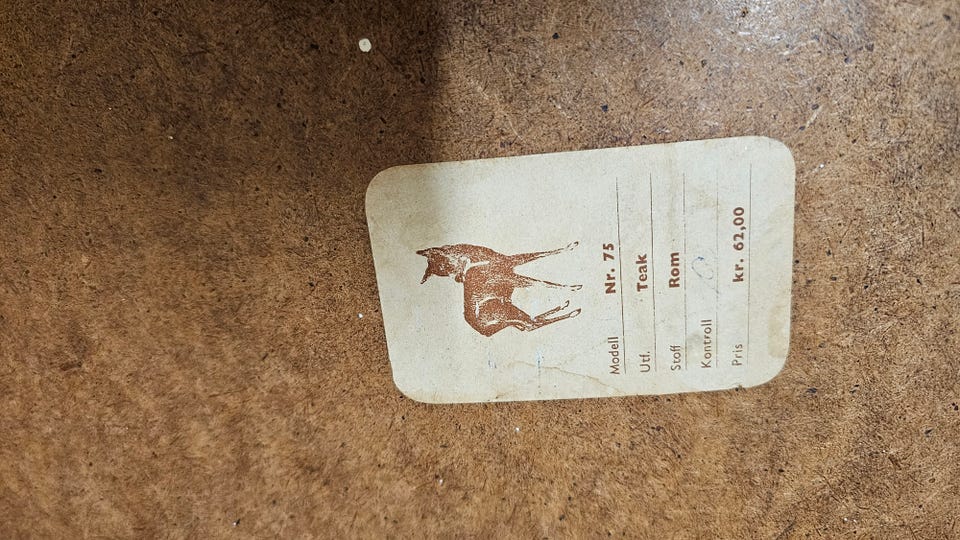 Modell Nr. 75
Utf. Teak
Stoff Rom
Kontroll
Pris kr. 62,00